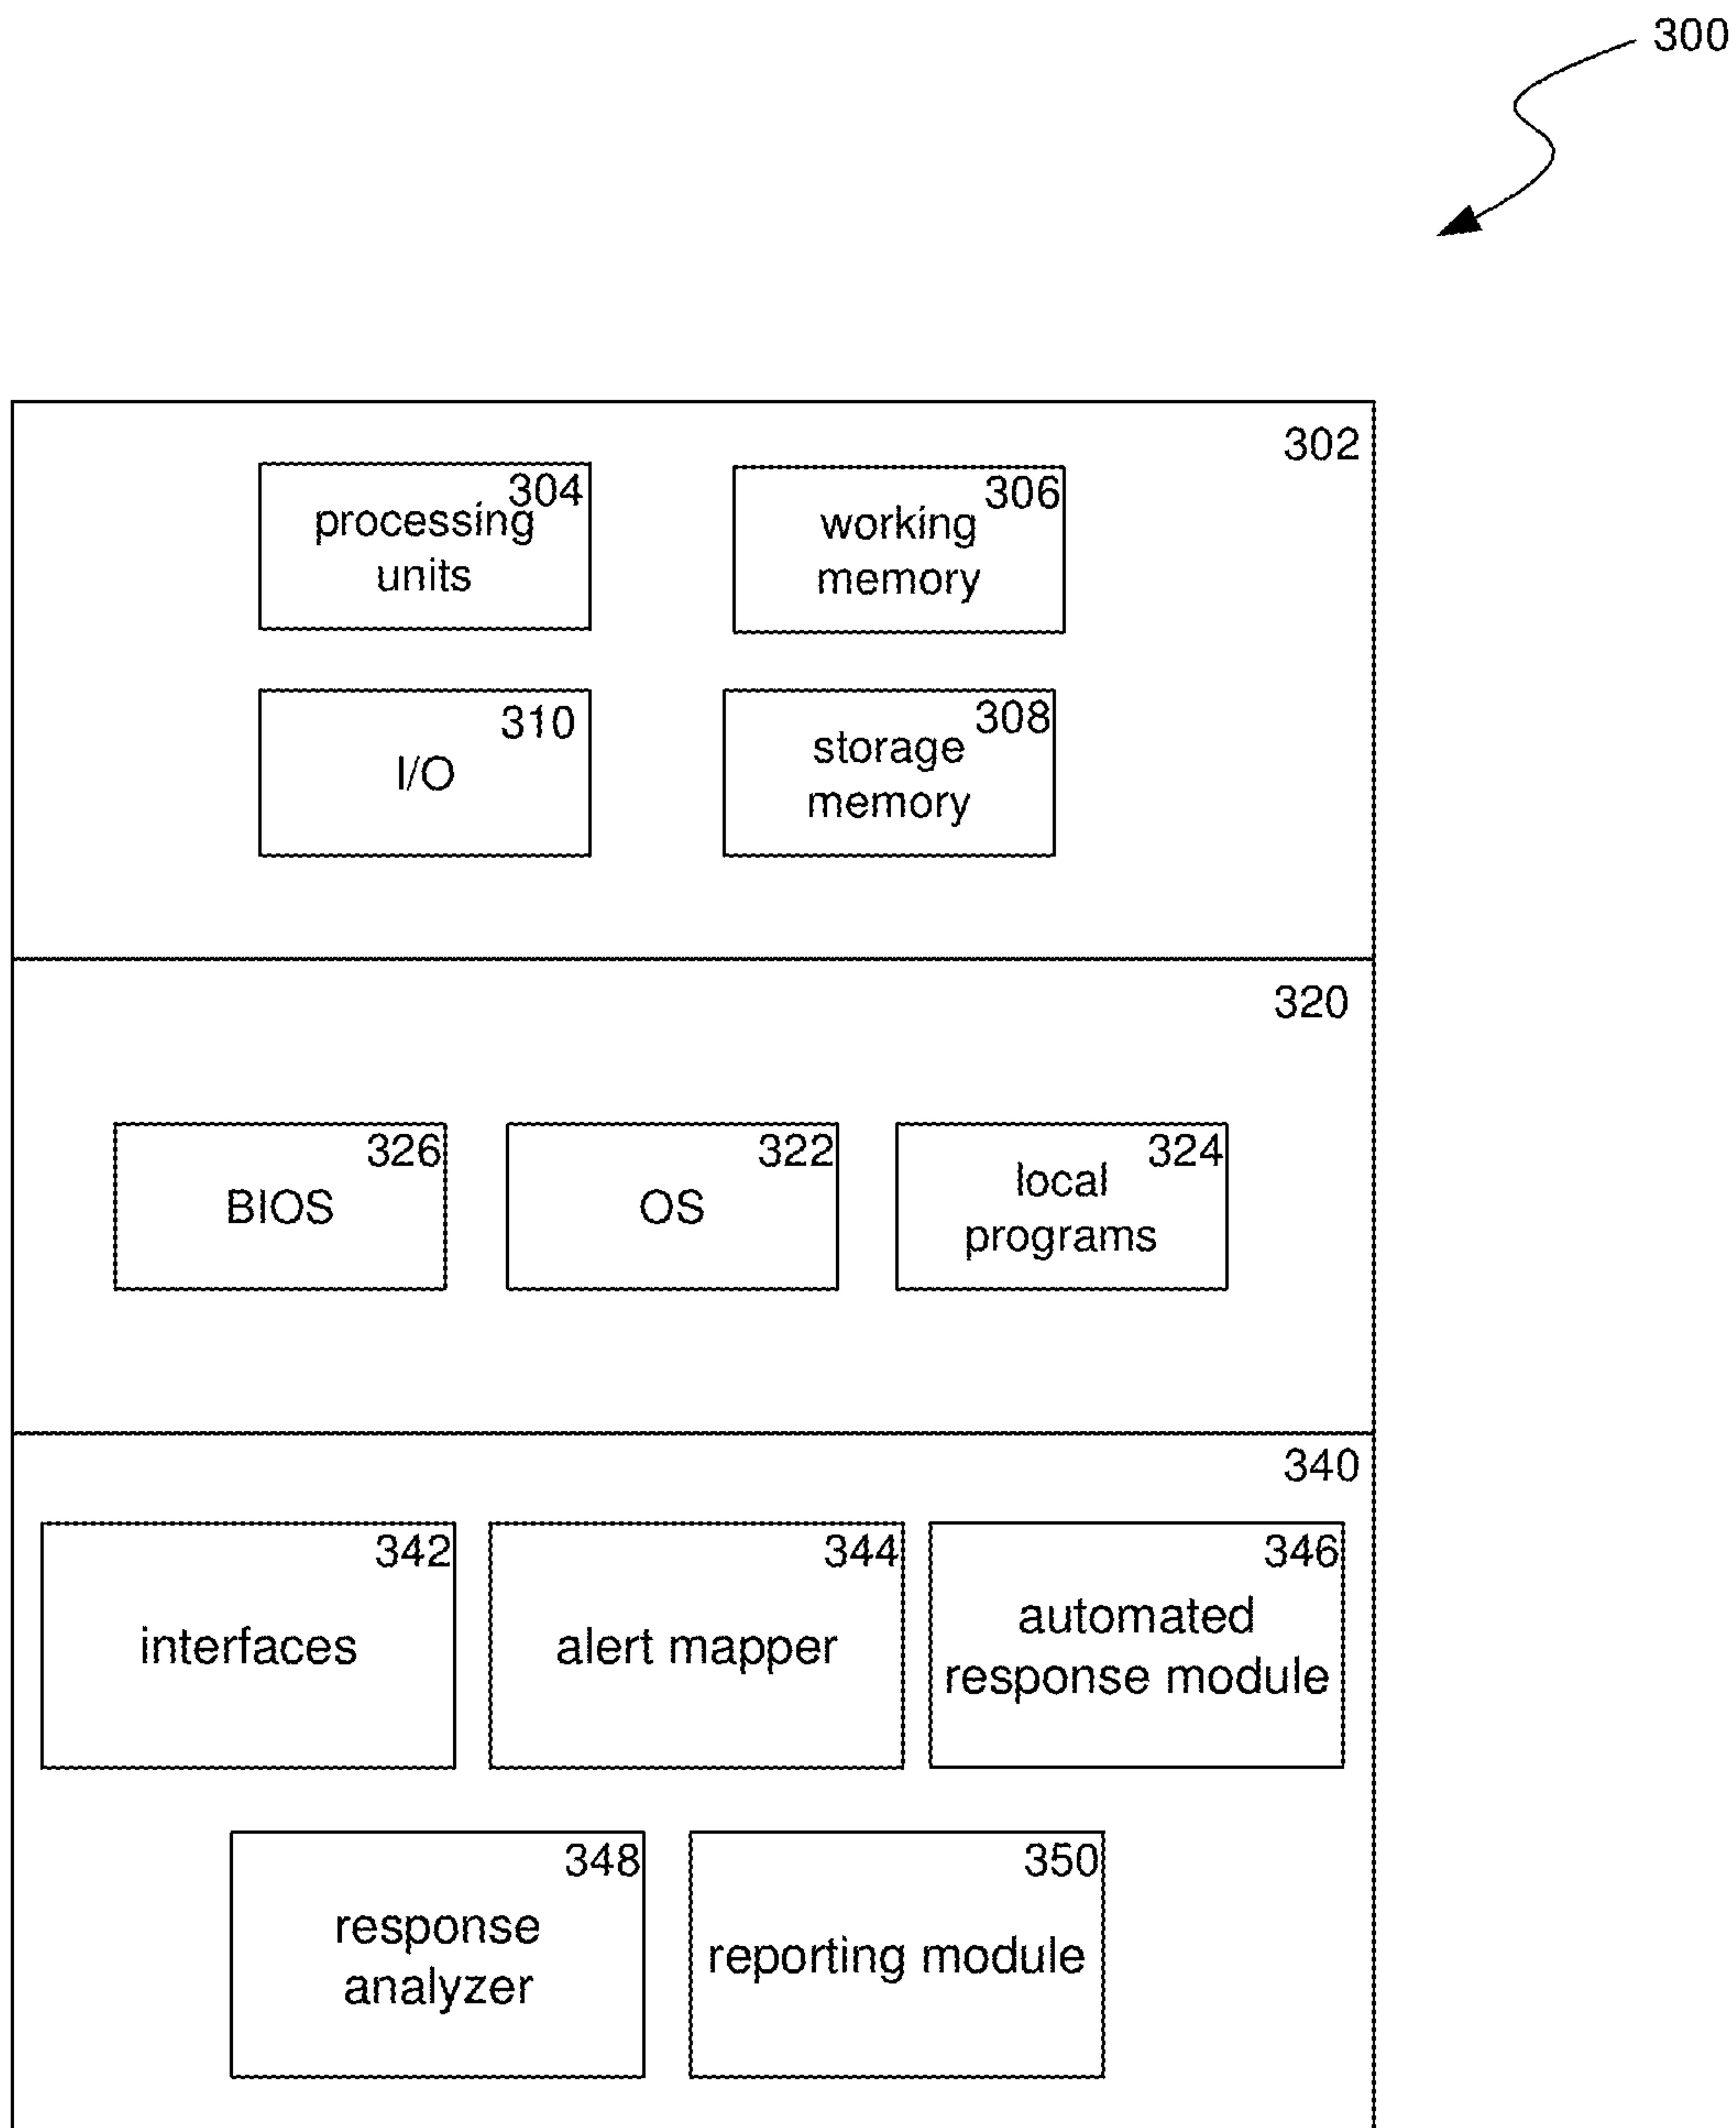 300
302
304
processing
units
306
working
memory
310
I/O
308
storage
memory
320
326
BIOS
322
OS
324
local
programs
340
342
interfaces
344
alert mapper
346
automated
response module
348
response
analyzer
350
reporting module